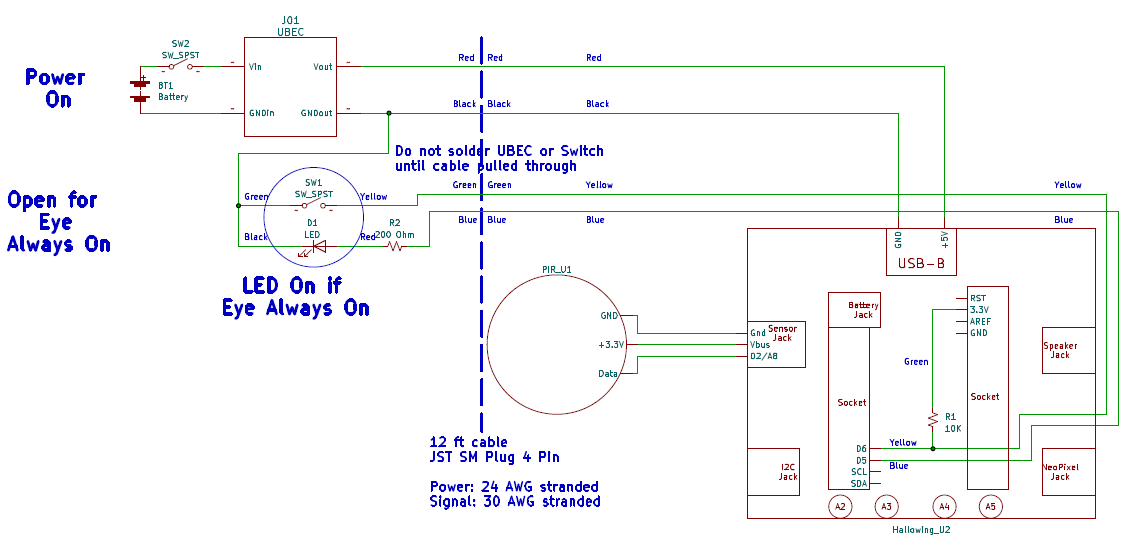 JO1
UBEC
SW2
SW_SPST
Power
On
BT1
Battery
Vin
Vout
GNDin
GNDout
Red
Red
Red
Black
Black
Black
Do not solder UBEC or Switch
until cable pulled through
Green
Green
Yellow
Yellow
Blue
Blue
Blue
Blue
Open for
Eye
Always On
SW1
SW_SPST
Green
Yellow
D1
LED
Black
Red
R2
200 Ohm
LED On if
Eye Always On
PIR_U1
GND
+3.3V
Data
GND
+5V
USB-B
Battery
Jack
RST
3.3V
AREF
GND
Gnd
Vbus
D2/A8
Sensor
Jack
Speaker
Jack
Green
Socket
Socket
R1
10K
12 ft cable
JST SM Plug 4 Pin
Power: 24 AWG stranded
Signal: 30 AWG stranded
D6
D5
SCL
SDA
Yellow
Blue
I2C
Jack
NeoPixel
Jack
A2
A3
A4
A5
Hallowing_U2